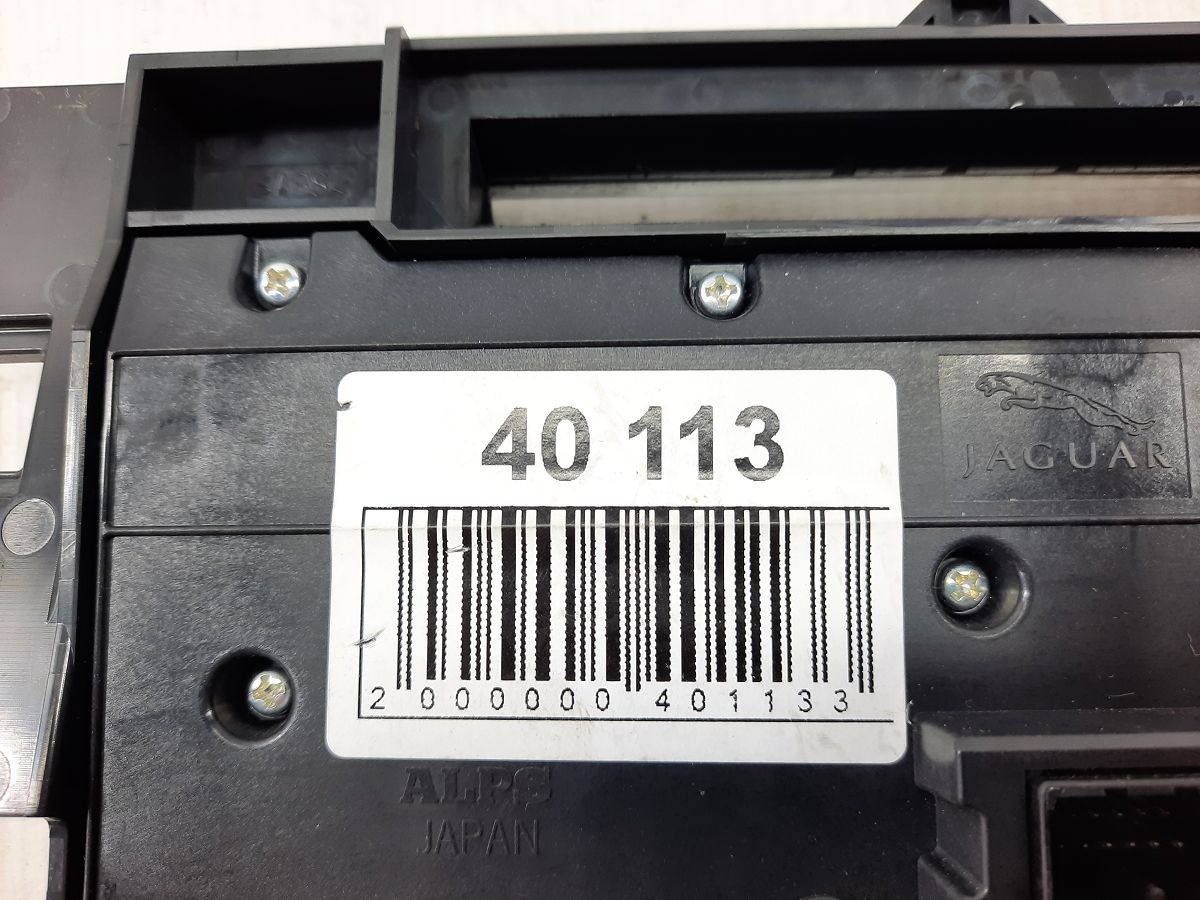 40 113
JAGUAR
2 000000 401133
ALPS
JAPAN